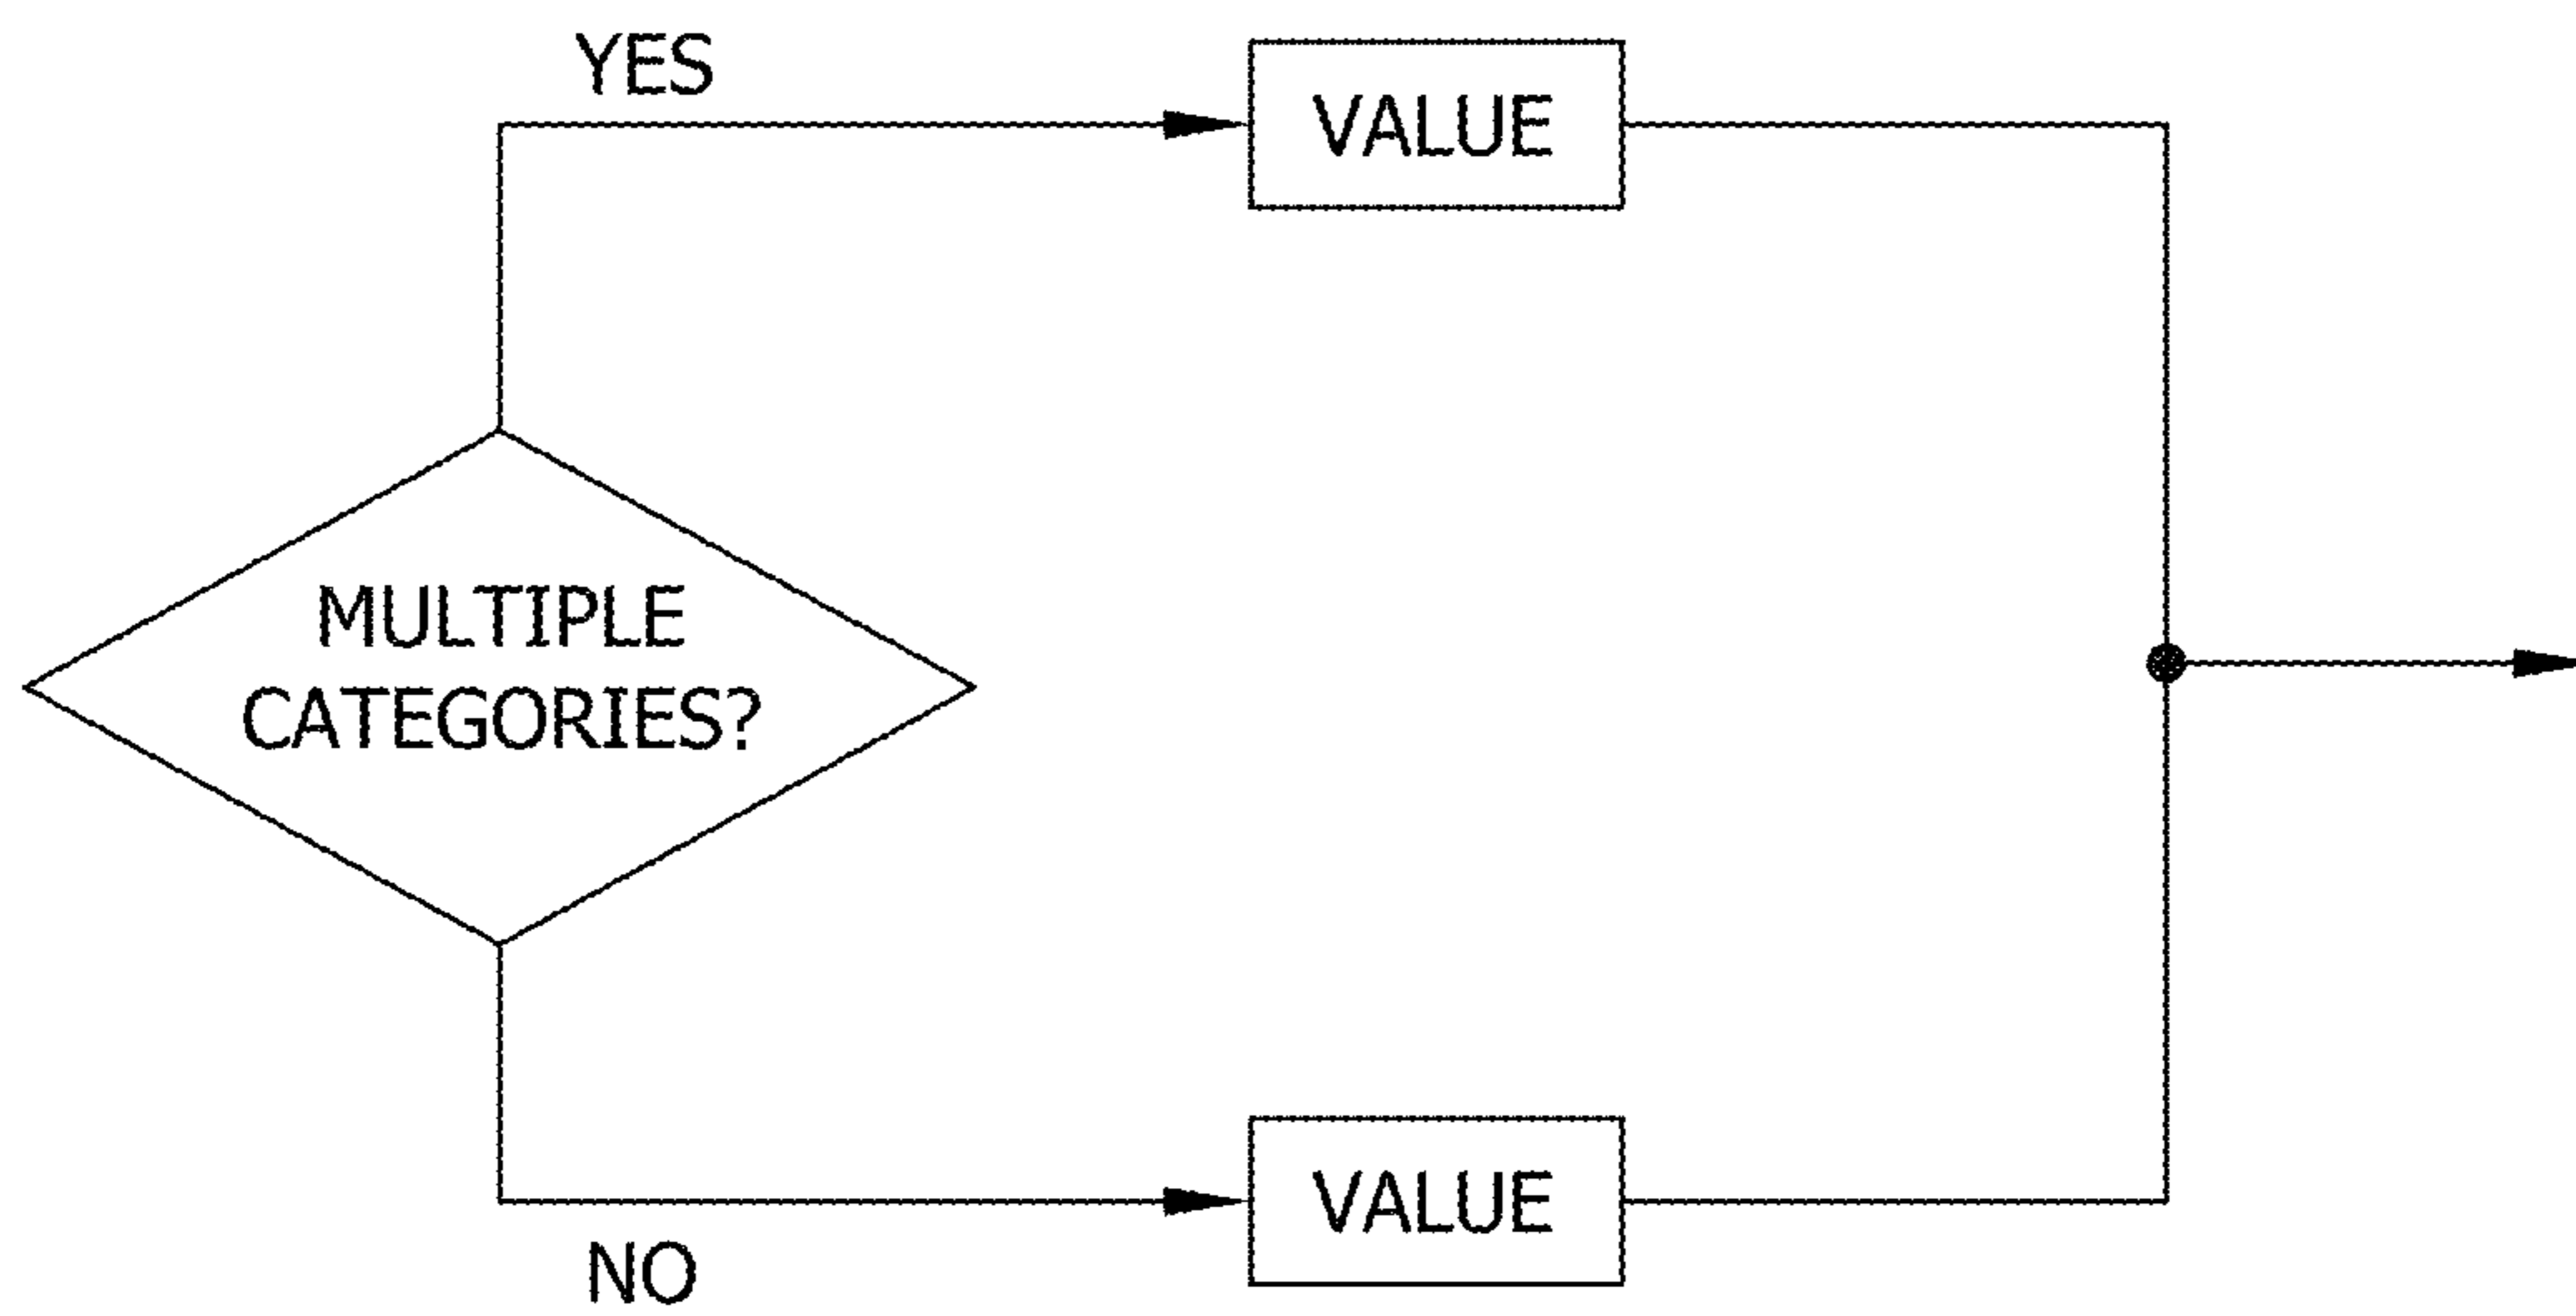 YES
VALUE
MULTIPLE
CATEGORIES?
VALUE
NO